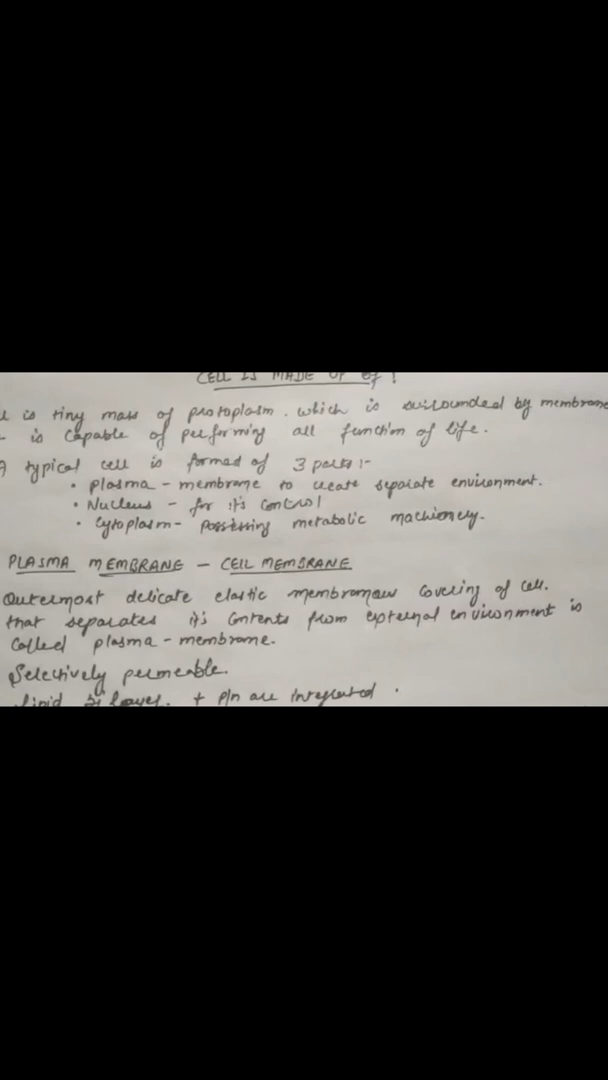 CELL IS MADE UP of !
is tiny mass of protoplasm. which is surrounded by membrane
- is capable of performing all function of life.
A typical cell is formed of 3 parts :-
• Plasma - membrane to create separate environment.
• Nucleus - for it's control
• Cytoplasm - possessing metabolic machinery.
PLASMA MEMBRANE - CELL MEMBRANE
Outermost delicate elastic covering of cell.
that separates it's contents from external environment is
called plasma - membrane.
Selectively permeable.
Lipid bilayer. + p/n are integrated .